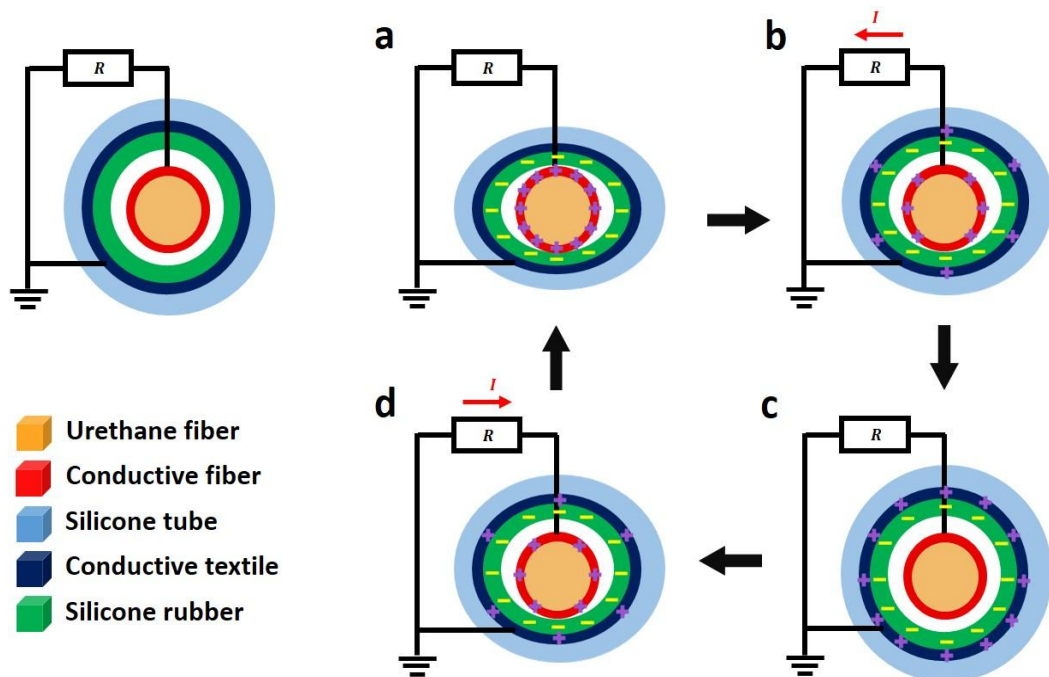 R
a
R
b
I
R
d
I
R
c
R
Urethane fiber
Conductive fiber
Silicone tube
Conductive textile
Silicone rubber